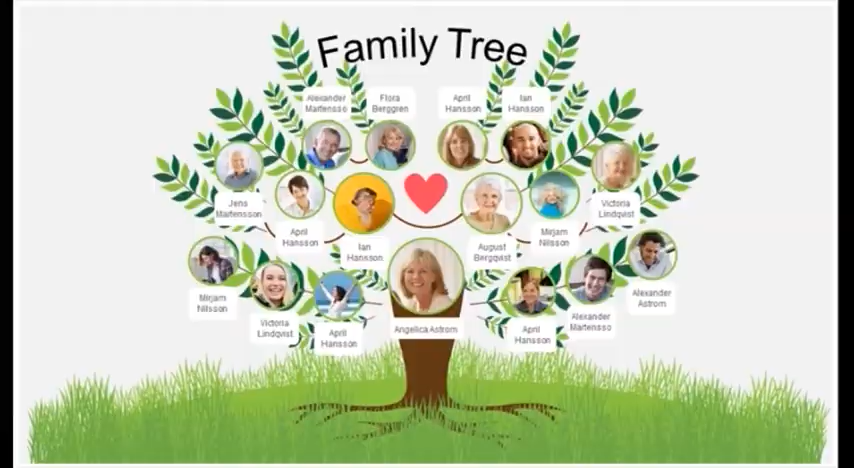 Family Tree
Alexander
Martensso
Flora
Berggren
April
Hansson
Ian
Hansson
Jens
Martensson
April
Hansson
Ian
Hansson
August
Bergqvist
Mirjam
Nilsson
Victoria
Lindqvist
Mirjam
Nilsson
Victoria
Lindqvist
April
Hansson
Angelica Astrom
April
Hansson
Alexander
Martensso
Alexander
Astrom